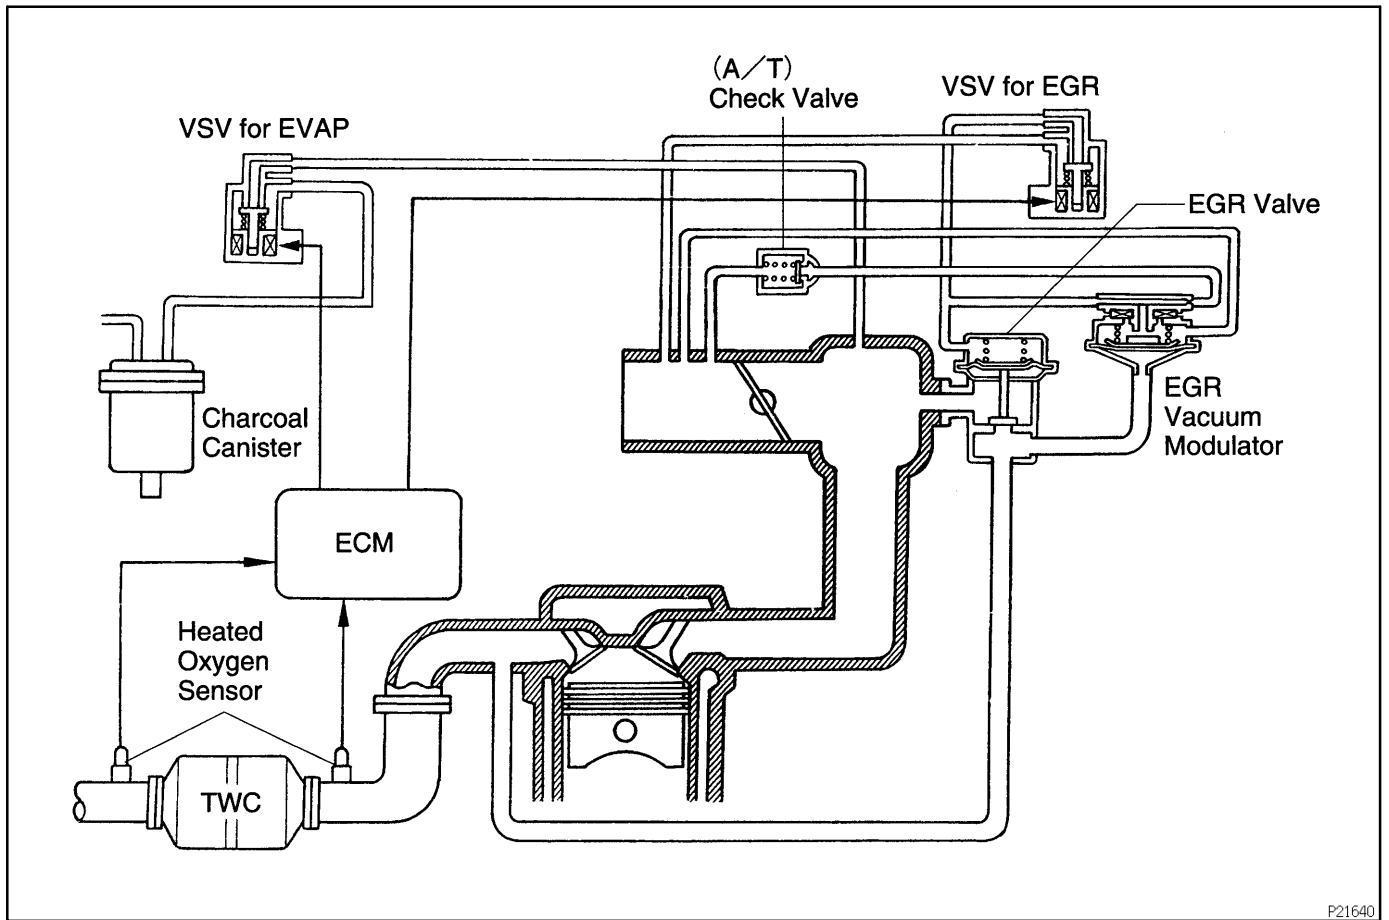 (A/T)
Check Valve
VSV for EGR
VSV for EVAP
EGR Valve
EGR
Vacuum
Modulator
Charcoal
Canister
ECM
Heated
Oxygen
Sensor
TWC
P21640